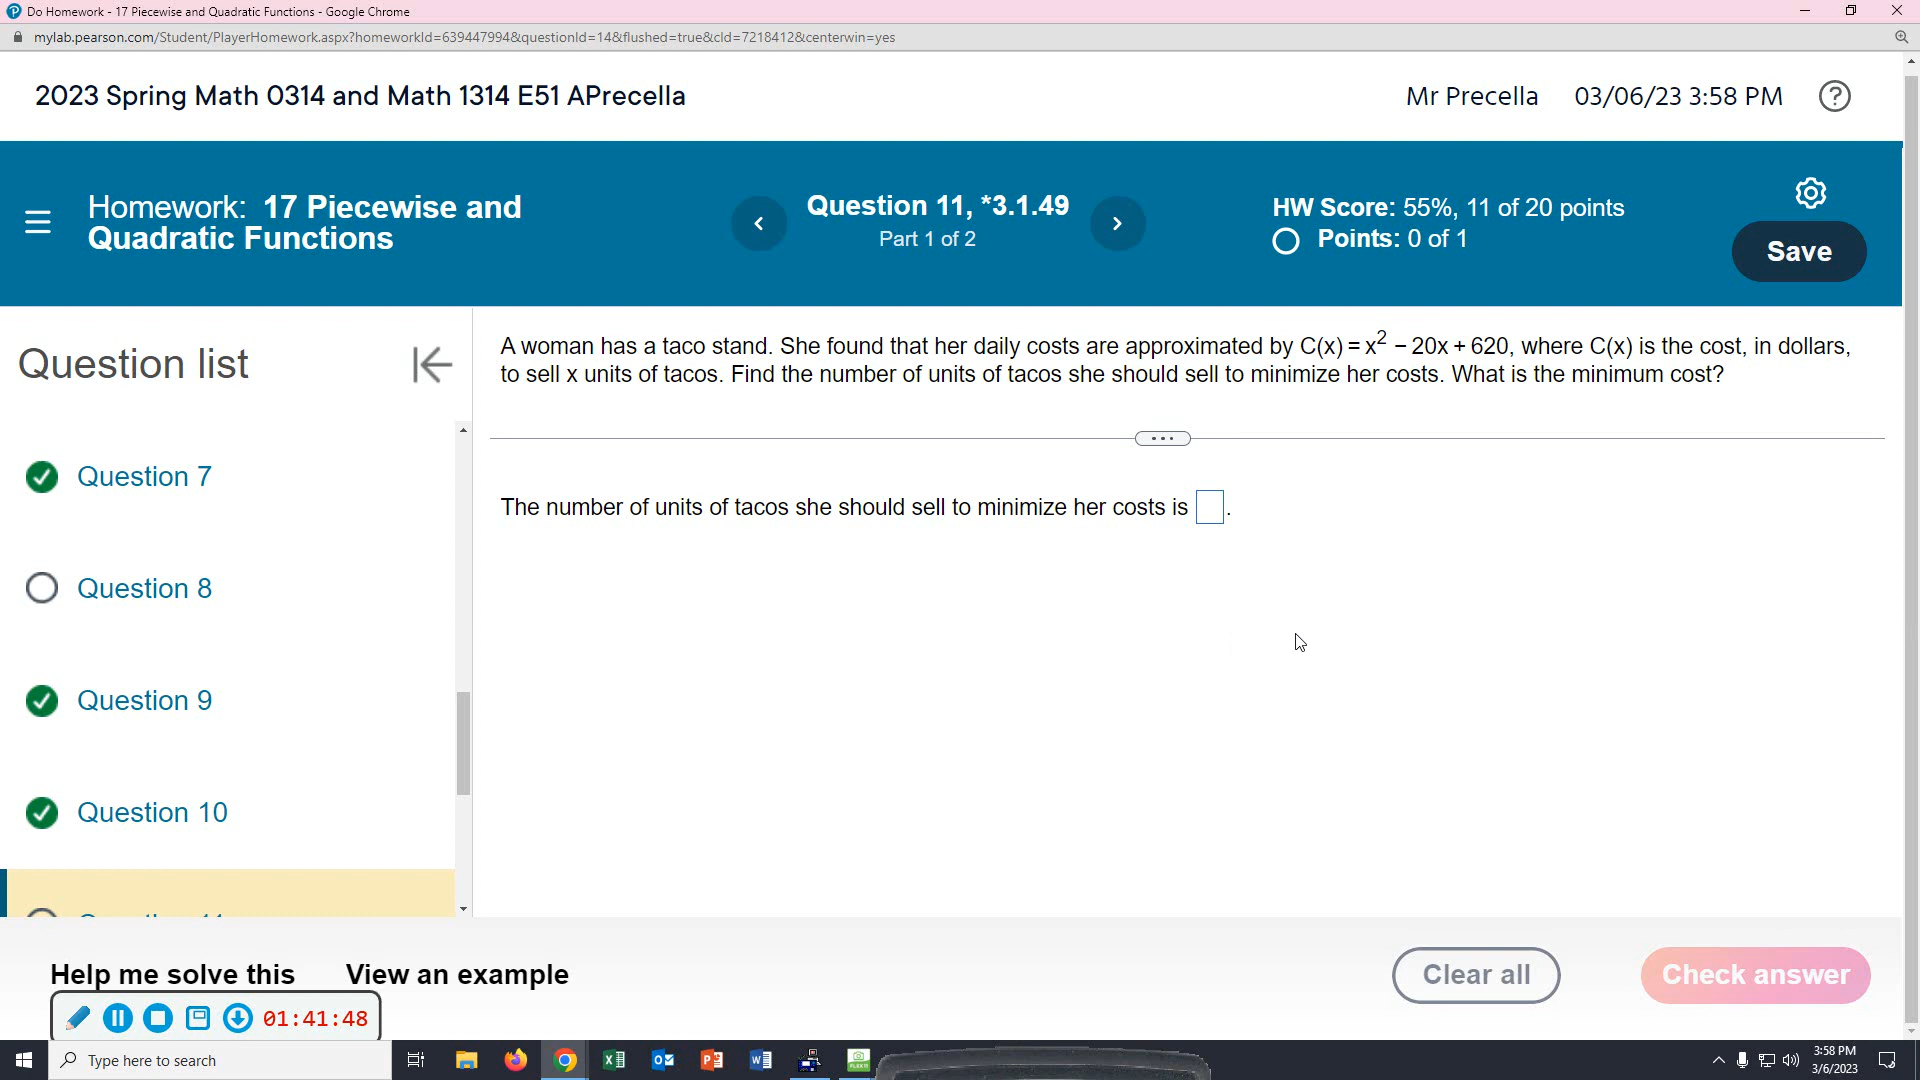 Do Homework - 17 Piecewise and Quadratic Functions - Google Chrome
mylab.pearson.com/Student/PlayerHomework.aspx?homeworkId=639447994&questionId=14&flushed=true&cId=7218412&centerwin=yes
2023 Spring Math 0314 and Math 1314 E51 APrecella
Mr Precella 03/06/23 3:58 PM
Homework: 17 Piecewise and
Quadratic Functions
Question 11, *3.1.49
Part 1 of 2
HW Score: 55%, 11 of 20 points
Points: 0 of 1
Save
Question list
Question 7
Question 8
Question 9
Question 10
A woman has a taco stand. She found that her daily costs are approximated by C(x) = x² − 20x + 620, where C(x) is the cost, in dollars,
to sell x units of tacos. Find the number of units of tacos she should sell to minimize her costs. What is the minimum cost?
The number of units of tacos she should sell to minimize her costs is .
Help me solve this View an example
Clear all
Check answer
01:41:48
Type here to search
3:58 PM
3/6/2023